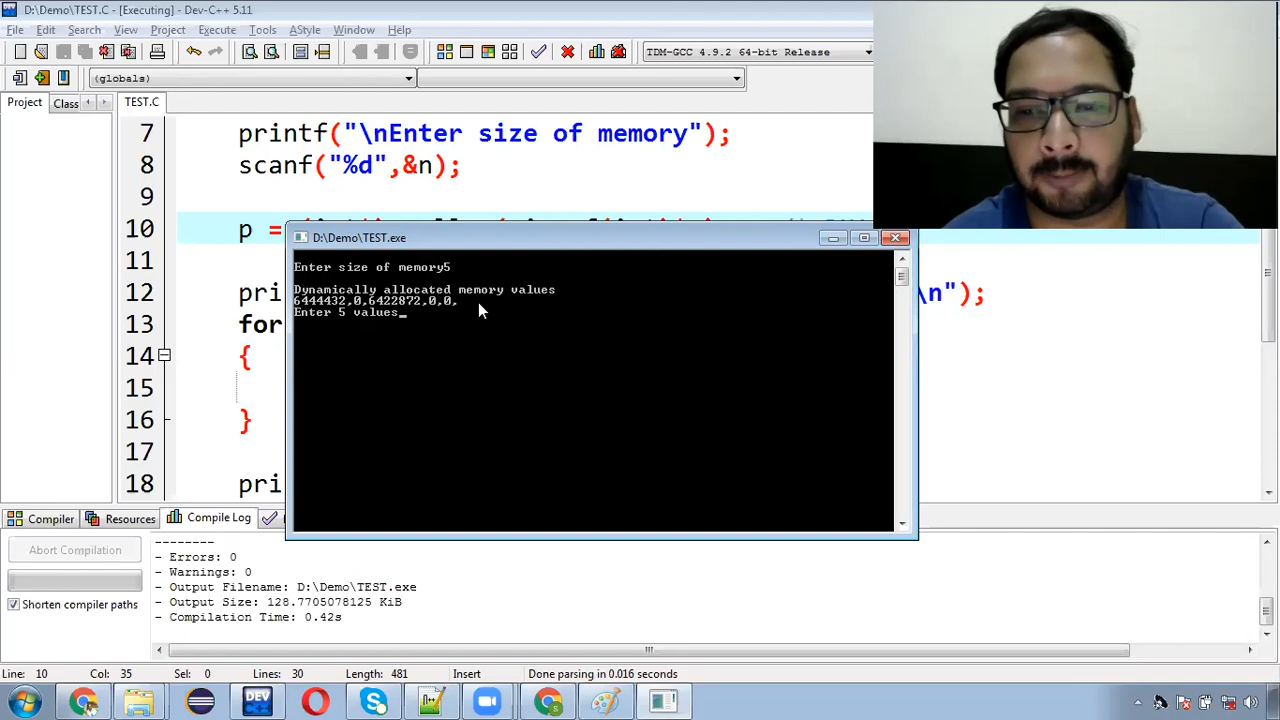 D:\Demo\TEST.C - [Executing] - Dev-C++ 5.11
File Edit Search View Project Execute Tools AStyle Window Help
TDM-GCC 4.9.2 64-bit Release
(globals)
Project Class TEST.C
7 printf("\nEnter size of memory");
8 scanf("%d",&n);
9
10 p =
11
12 pri \n");
13 for
14 {
15
16 }
17
18 pri
D:\Demo\TEST.exe
Enter size of memory5
Dynamically allocated memory values
6444432,0,6422872,0,0,
Enter 5 values_
Compiler Resources Compile Log
Abort Compilation
Shorten compiler paths
--------
- Errors: 0
- Warnings: 0
- Output Filename: D:\Demo\TEST.exe
- Output Size: 128.7705078125 KiB
- Compilation Time: 0.42s
Line: 10 Col: 35 Sel: 0 Lines: 30 Length: 481 Insert Done parsing in 0.016 seconds
DEV